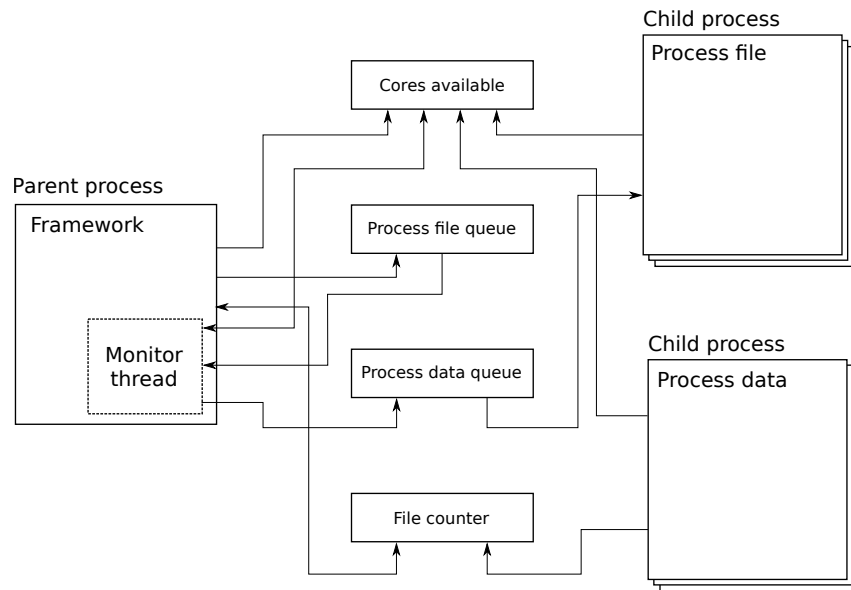 Child process
Process file
Cores available
Parent process
Framework
Process file queue
Monitor
thread
Child process
Process data queue
Process data
File counter